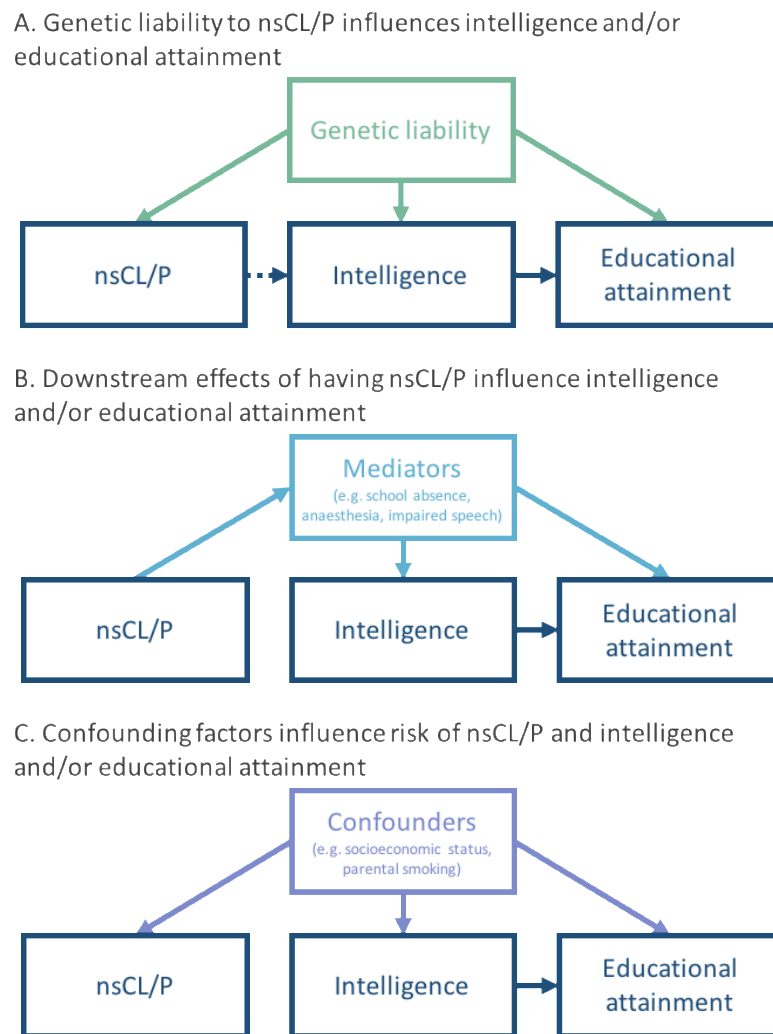 A. Genetic liability to nsCL/P influences intelligence and/or
educational attainment
Genetic liability
nsCL/P
Intelligence
Educational
attainment
B. Downstream effects of having nsCL/P influence intelligence
and/or educational attainment
Mediators
(e.g. school absence,
anaesthesia, impaired speech)
nsCL/P
Intelligence
Educational
attainment
C. Confounding factors influence risk of nsCL/P and intelligence
and/or educational attainment
Confounders
(e.g. socioeconomic status,
parental smoking)
nsCL/P
Intelligence
Educational
attainment